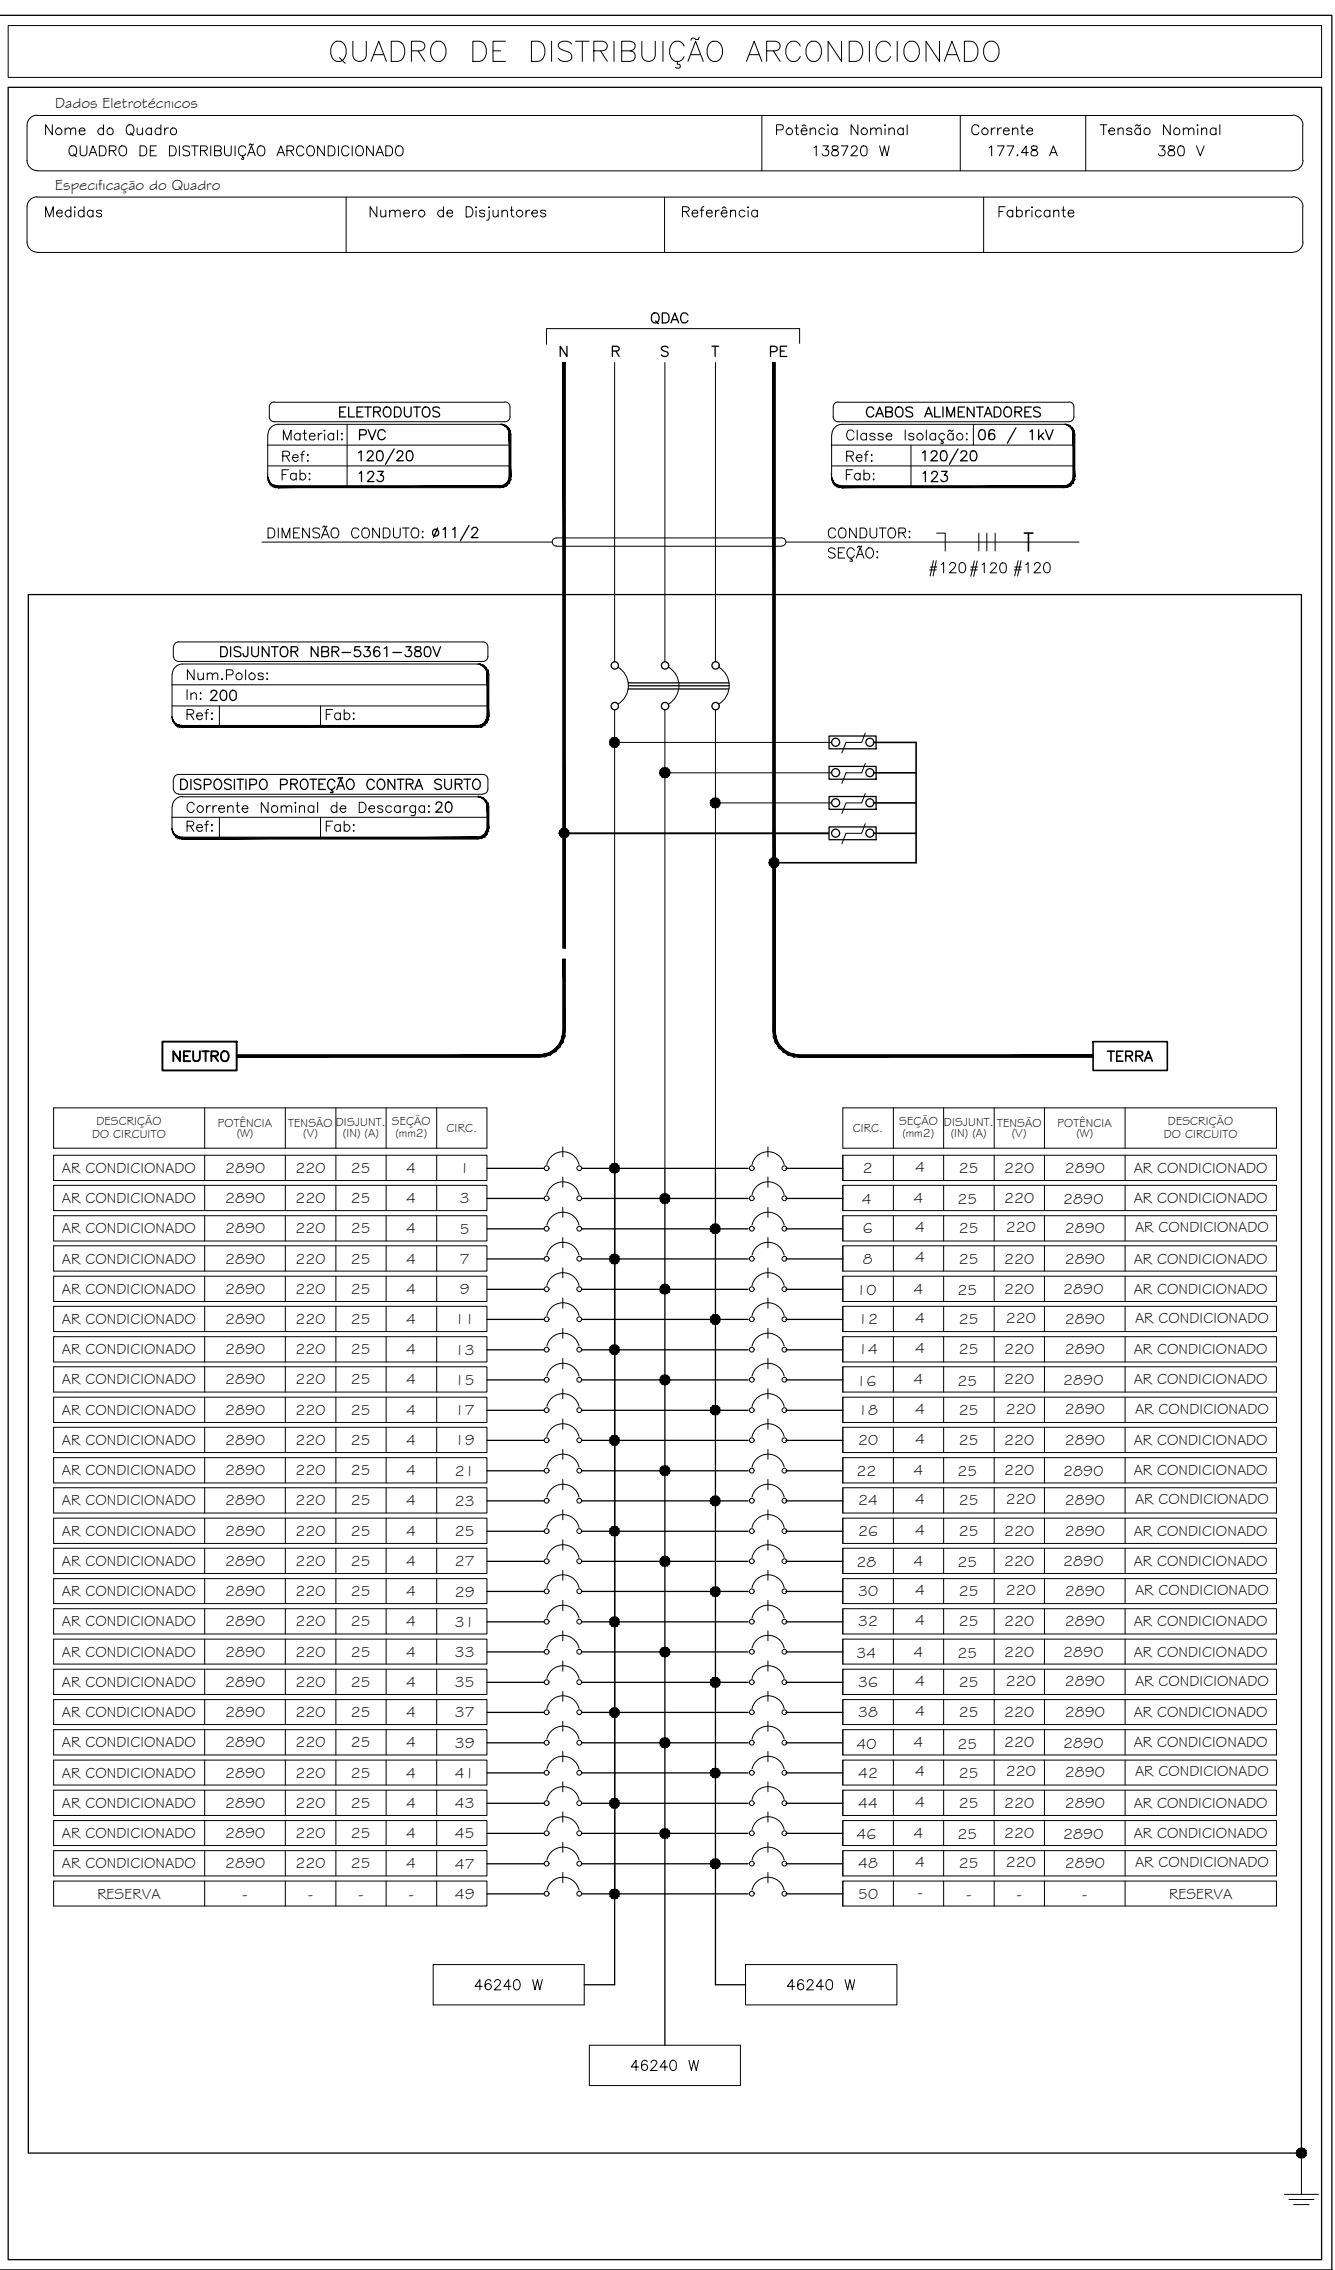 QUADRO DE DISTRIBUIÇÃO ARCONDICIONADO
Dados Eletrotécnicos
Nome do Quadro Potência Nominal Corrente Tensão Nominal
QUADRO DE DISTRIBUIÇÃO ARCONDICIONADO 138720 W 177.48 A 380 V
Especificação do Quadro
Medidas Numero de Disjuntores Referência Fabricante
QDAC
N R S T PE
ELETRODUTOS
Material: PVC
Ref: 120/20
Fab: 123
CABOS ALIMENTADORES
Classe Isolação: 06 / 1kV
Ref: 120/20
Fab: 123
DIMENSÃO CONDUTO: ø11/2
CONDUTOR:
SEÇÃO:
#120 #120 #120
DISJUNTOR NBR-5361-380V
Num.Polos:
In: 200
Ref: Fab:
DISPOSITIPO PROTEÇÃO CONTRA SURTO
Corrente Nominal de Descarga: 20
Ref: Fab:
NEUTRO TERRA
DESCRIÇÃO DO CIRCUITO POTÊNCIA (W) TENSÃO (V) DISJUNT. (IN) (A) SEÇÃO (mm2) CIRC. CIRC. SEÇÃO (mm2) DISJUNT. (IN) (A) TENSÃO (V) POTÊNCIA (W) DESCRIÇÃO DO CIRCUITO
AR CONDICIONADO 2890 220 25 4 1 2 4 25 220 2890 AR CONDICIONADO
AR CONDICIONADO 2890 220 25 4 3 4 4 25 220 2890 AR CONDICIONADO
AR CONDICIONADO 2890 220 25 4 5 6 4 25 220 2890 AR CONDICIONADO
AR CONDICIONADO 2890 220 25 4 7 8 4 25 220 2890 AR CONDICIONADO
AR CONDICIONADO 2890 220 25 4 9 10 4 25 220 2890 AR CONDICIONADO
AR CONDICIONADO 2890 220 25 4 11 12 4 25 220 2890 AR CONDICIONADO
AR CONDICIONADO 2890 220 25 4 13 14 4 25 220 2890 AR CONDICIONADO
AR CONDICIONADO 2890 220 25 4 15 16 4 25 220 2890 AR CONDICIONADO
AR CONDICIONADO 2890 220 25 4 17 18 4 25 220 2890 AR CONDICIONADO
AR CONDICIONADO 2890 220 25 4 19 20 4 25 220 2890 AR CONDICIONADO
AR CONDICIONADO 2890 220 25 4 21 22 4 25 220 2890 AR CONDICIONADO
AR CONDICIONADO 2890 220 25 4 23 24 4 25 220 2890 AR CONDICIONADO
AR CONDICIONADO 2890 220 25 4 25 26 4 25 220 2890 AR CONDICIONADO
AR CONDICIONADO 2890 220 25 4 27 28 4 25 220 2890 AR CONDICIONADO
AR CONDICIONADO 2890 220 25 4 29 30 4 25 220 2890 AR CONDICIONADO
AR CONDICIONADO 2890 220 25 4 31 32 4 25 220 2890 AR CONDICIONADO
AR CONDICIONADO 2890 220 25 4 33 34 4 25 220 2890 AR CONDICIONADO
AR CONDICIONADO 2890 220 25 4 35 36 4 25 220 2890 AR CONDICIONADO
AR CONDICIONADO 2890 220 25 4 37 38 4 25 220 2890 AR CONDICIONADO
AR CONDICIONADO 2890 220 25 4 39 40 4 25 220 2890 AR CONDICIONADO
AR CONDICIONADO 2890 220 25 4 41 42 4 25 220 2890 AR CONDICIONADO
AR CONDICIONADO 2890 220 25 4 43 44 4 25 220 2890 AR CONDICIONADO
AR CONDICIONADO 2890 220 25 4 45 46 4 25 220 2890 AR CONDICIONADO
AR CONDICIONADO 2890 220 25 4 47 48 4 25 220 2890 AR CONDICIONADO
RESERVA - - - - 49 50 - - - - RESERVA
46240 W 46240 W
46240 W